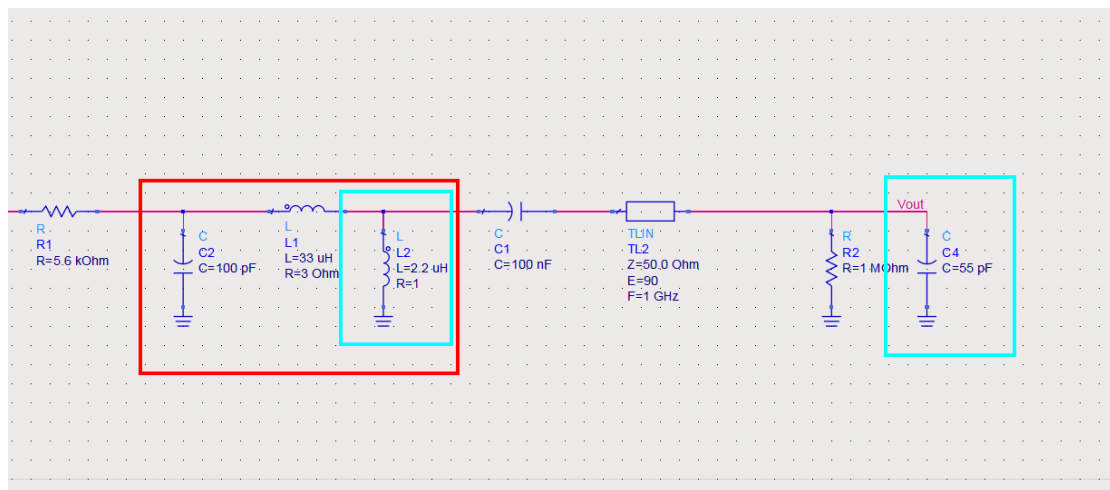 R
R1
R=5.6 kOhm
C
C2
C=100 pF
L
L1
L=33 uH
R=3 Ohm
L
L2
L=2.2 uH
R=1
C
C1
C=100 nF
TLIN
TL2
Z=50.0 Ohm
E=90
F=1 GHz
R
R2
R=1 MOhm
Vout
C
C4
C=55 pF